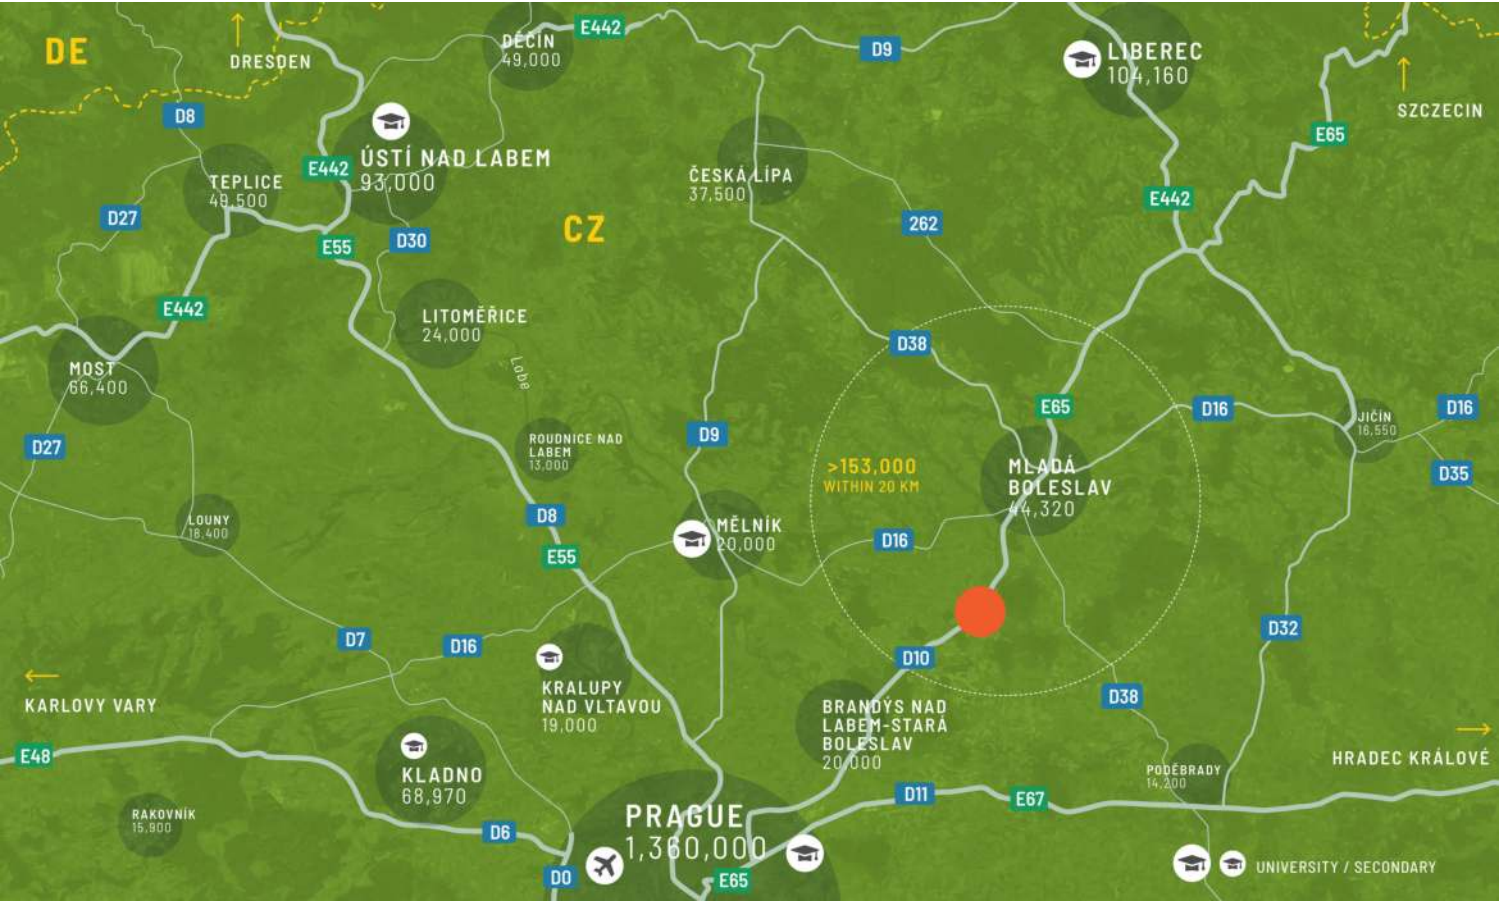 DE
DRESDEN
DĚČÍN
49,000
E442
D9
LIBEREC
104,160
SZCZECIN
D8
E65
E442
ÚSTÍ NAD LABEM
93,000
TEPLICE
49,500
ČESKÁ LÍPA
37,500
E442
D27
CZ
262
E55
D30
E442
LITOMĚŘICE
24,000
Labe
D38
MOST
66,400
E65
D16
D16
JIČÍN
16,550
D27
ROUDNICE NAD
LABEM
13,000
D9
>153,000
WITHIN 20 KM
MLADÁ
BOLESLAV
44,320
D35
LOUNY
18,400
D8
MĚLNÍK
20,000
D16
E55
D7
D16
D32
D10
KARLOVY VARY
KRALUPY
NAD VLTAVOU
19,000
BRANDÝS NAD
LABEM-STARÁ
BOLESLAV
20,000
D38
E48
KLADNO
68,970
PODĚBRADY
14,200
HRADEC KRÁLOVÉ
RAKOVNÍK
15,900
D6
PRAGUE
1,360,000
D11
E67
D0
E65
UNIVERSITY / SECONDARY